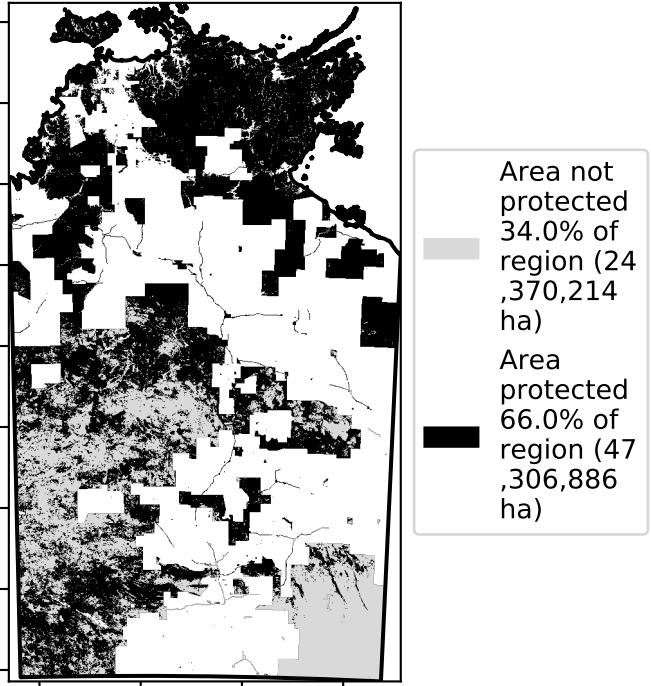 Area not
protected
34.0% of
region (24
,370,214
ha)
Area
protected
66.0% of
region (47
,306,886
ha)